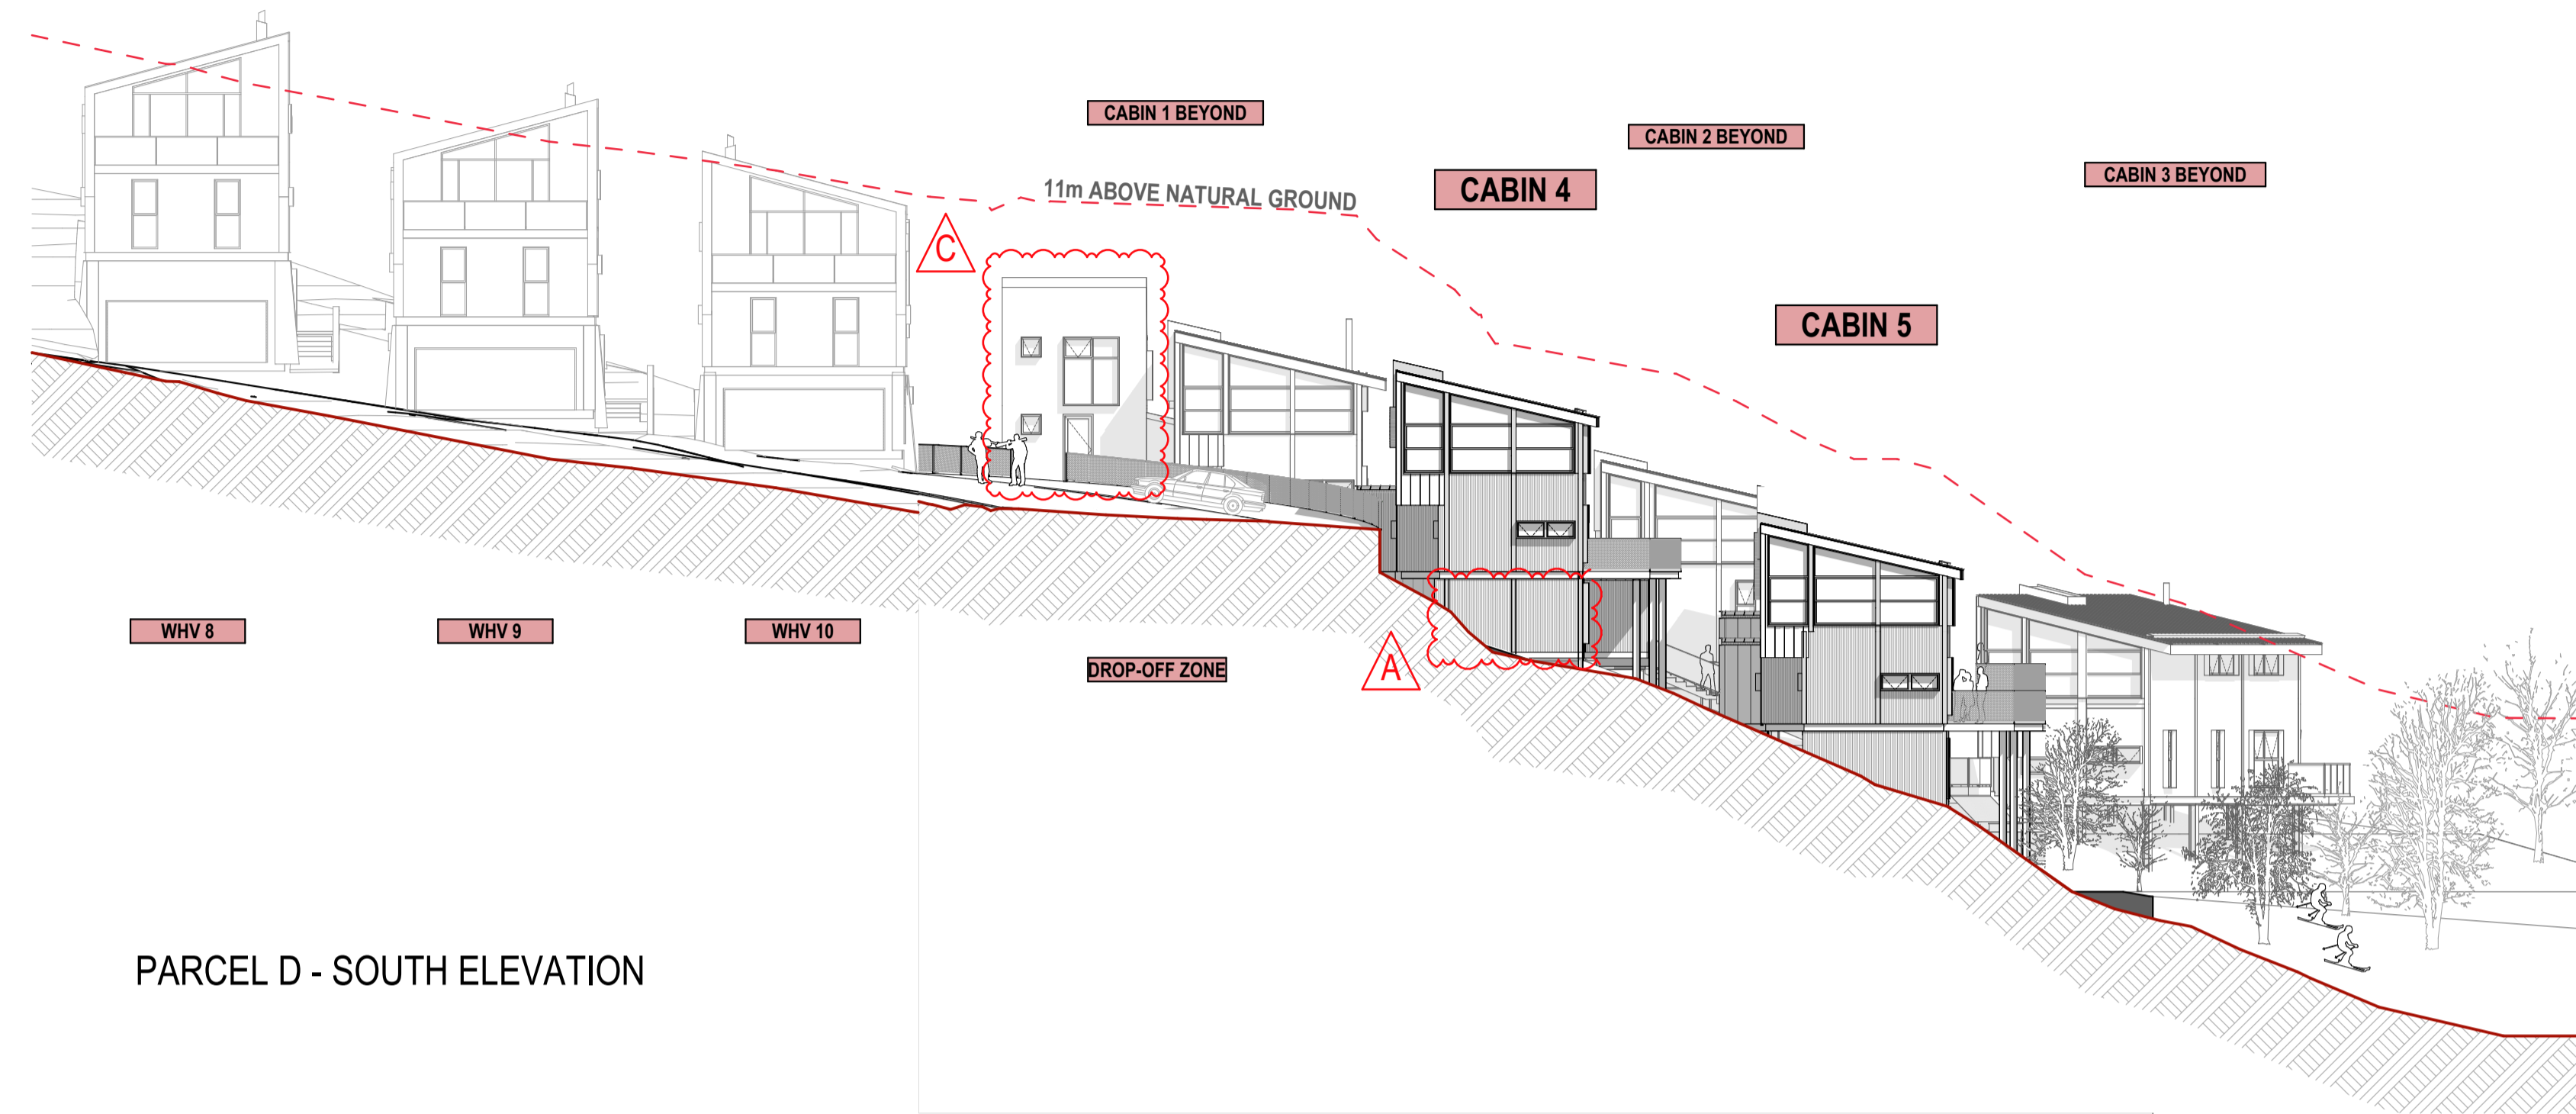 CABIN 1 BEYOND
CABIN 2 BEYOND
CABIN 3 BEYOND
CABIN 4
11m ABOVE NATURAL GROUND
C
CABIN 5
WHV 8
WHV 9
WHV 10
DROP-OFF ZONE
A
PARCEL D - SOUTH ELEVATION